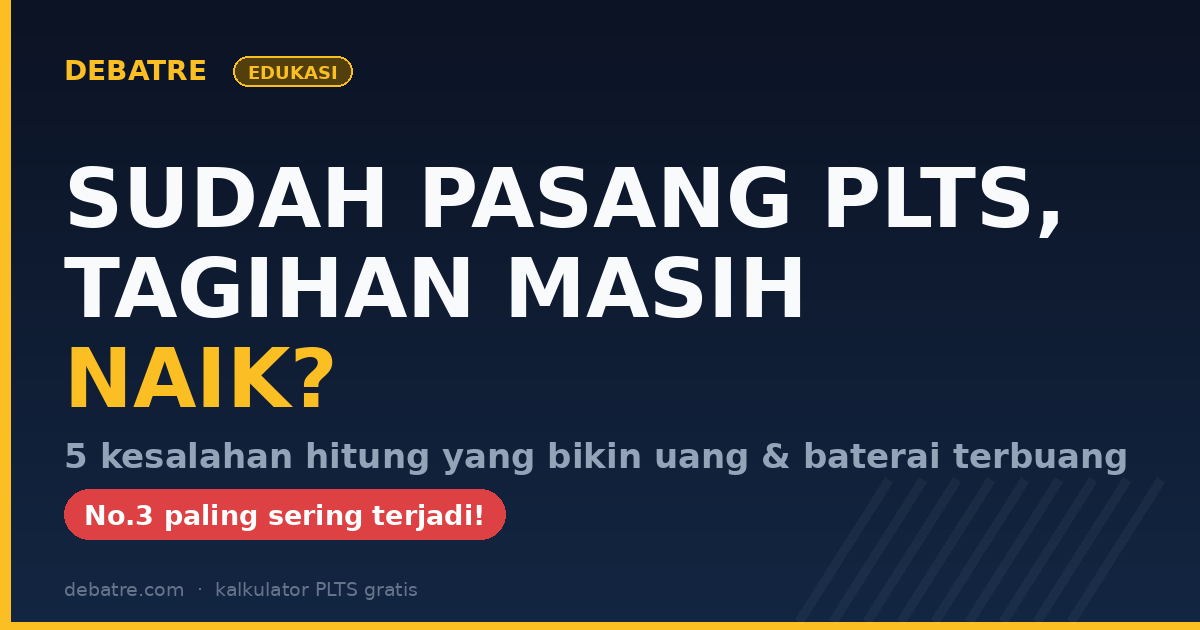 DEBATRE EDUKASI
SUDAH PASANG PLTS,
TAGIHAN MASIH
NAIK?
5 kesalahan hitung yang bikin uang & baterai terbuang
No.3 paling sering terjadi!
debatre.com · kalkulator PLTS gratis